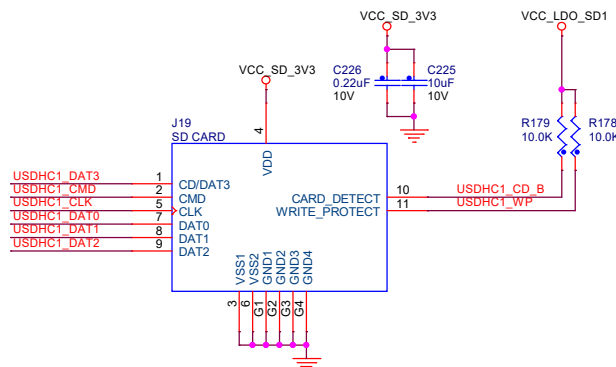 VCC_SD_3V3
VCC_LDO_SD1
VCC_SD_3V3
C226
0.22uF
10V
C225
10uF
10V
R179
10.0K
R178
10.0K
J19
SD CARD
4
VDD
USDHC1_DAT3
1
CD/DAT3
USDHC1_CMD
2
CMD
USDHC1_CLK
5
CLK
USDHC1_DAT0
7
DAT0
USDHC1_DAT1
8
DAT1
USDHC1_DAT2
9
DAT2
CARD_DETECT
10
USDHC1_CD_B
WRITE_PROTECT
11
USDHC1_WP
VSS1
VSS2
GND1
GND2
GND3
GND4
3
6
G1
G2
G3
G4